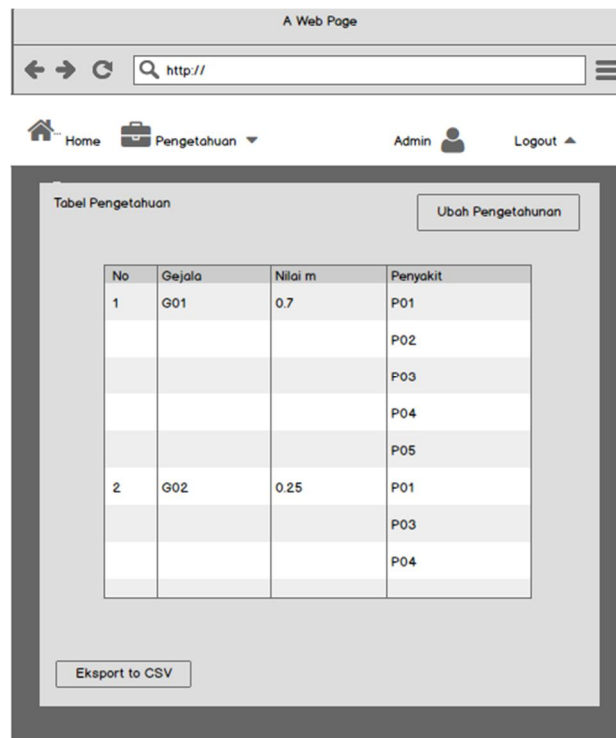 A Web Page
http://
Home Pengetahuan Admin Logout
Tabel Pengetahuan Ubah Pengetahunan
No Gejala Nilai m Penyakit
1 G01 0.7 P01
P02
P03
P04
P05
2 G02 0.25 P01
P03
P04
Eksport to CSV